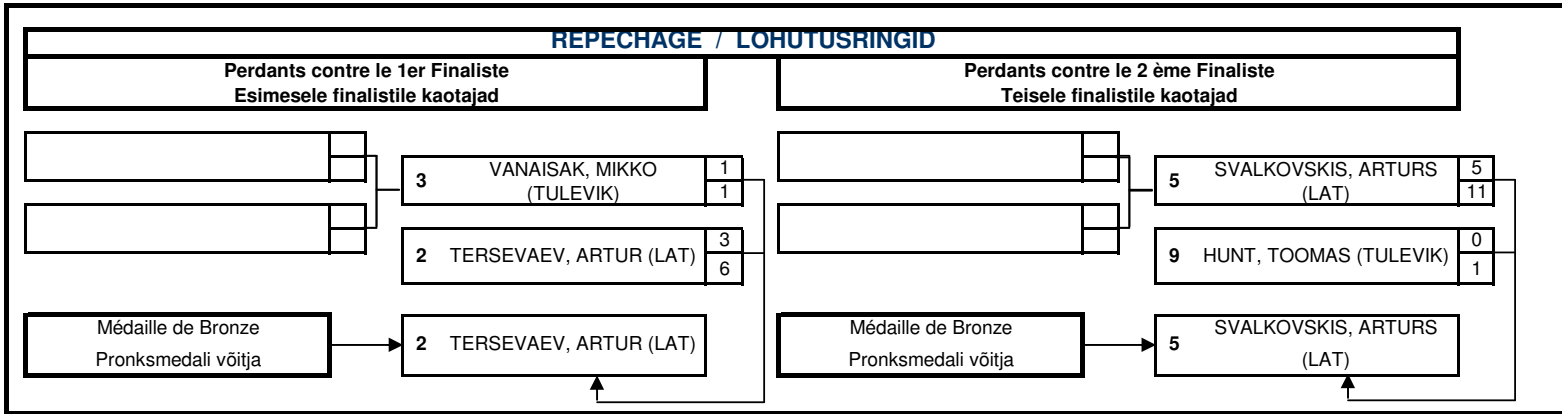 REPECHAGE / LOHUTUSRINGID
Perdants contre le 1er Finaliste
Esimesele finalistile kaotajad
Perdants contre le 2 ème Finaliste
Teisele finalistile kaotajad
3 VANAISAK, MIKKO (TULEVIK) 1 1
2 TERSEVAEV, ARTUR (LAT) 3 6
Médaille de Bronze
Pronksmedali võitja
2 TERSEVAEV, ARTUR (LAT)
5 SVALKOVSKIS, ARTURS (LAT) 5 11
9 HUNT, TOOMAS (TULEVIK) 0 1
Médaille de Bronze
Pronksmedali võitja
5 SVALKOVSKIS, ARTURS (LAT)